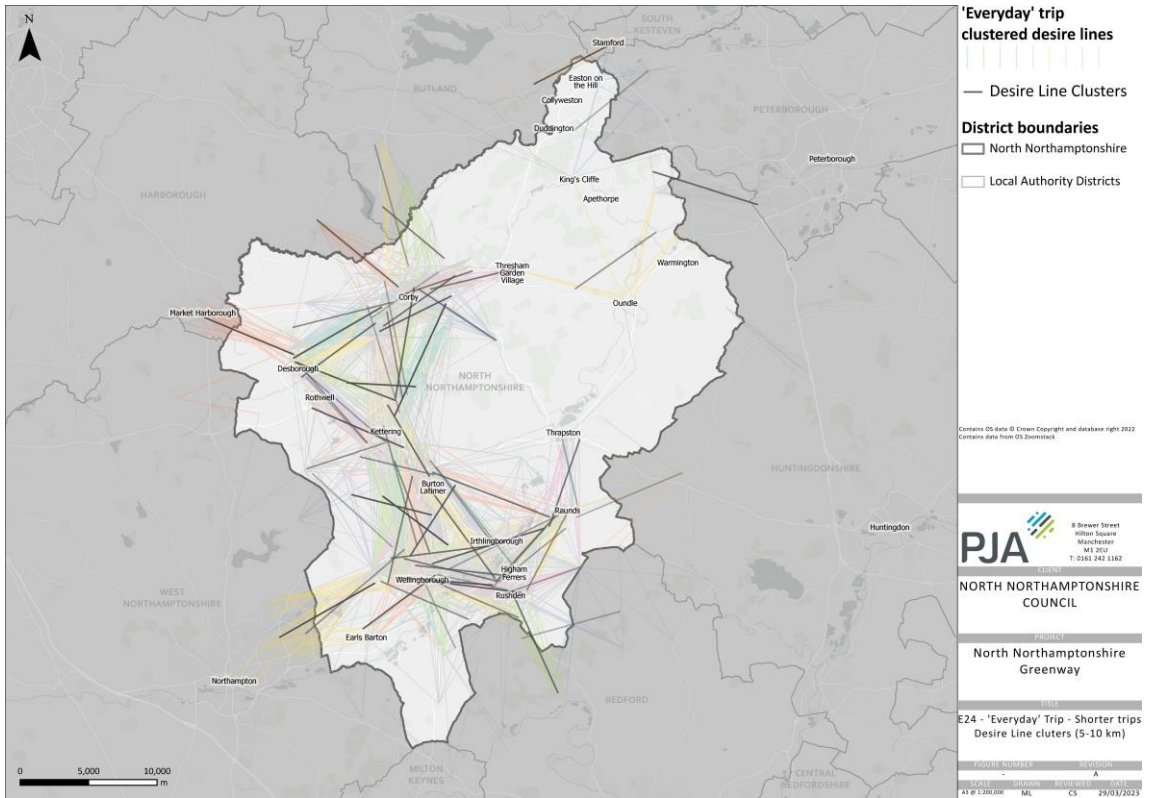 N
SOUTH
KESTEVEN
Stamford
Easton on
the Hill
Collyweston
Duddington
RUTLAND
PETERBOROUGH
Peterborough
HARBOROUGH
King's Cliffe
Apethorpe
Warmington
Thresham
Garden
Village
Corby
Oundle
Market Harborough
Desborough
NORTH
NORTHAMPTONSHIRE
Rothwell
Kettering
Thrapston
HUNTINGDONSHIRE
Burton
Latimer
Raunds
Huntingdon
Irthlingborough
Higham
Ferrers
Wellingborough
Rushden
WEST
NORTHAMPTONSHIRE
Earls Barton
Northampton
BEDFORD
MILTON
KEYNES
CENTRAL
BEDFORDSHIRE
0 5,000 10,000
m
'Everyday' trip
clustered desire lines
Desire Line Clusters
District boundaries
North Northamptonshire
Local Authority Districts
Contains OS data © Crown Copyright and database right 2022
Contains data from OS Zoomstack
PJA
8 Brewer Street
Hilton Square
Manchester
M1 2EU
T: 0161 242 1162
CLIENT
NORTH NORTHAMPTONSHIRE
COUNCIL
PROJECT
North Northamptonshire
Greenway
TITLE
E24 - 'Everyday' Trip - Shorter trips
Desire Line cluters (5-10 km)
FIGURE NUMBER REVISION
- A
SCALE DRAWN REVIEWED DATE
A3 @ 1:200,000 ML CS 29/03/2023